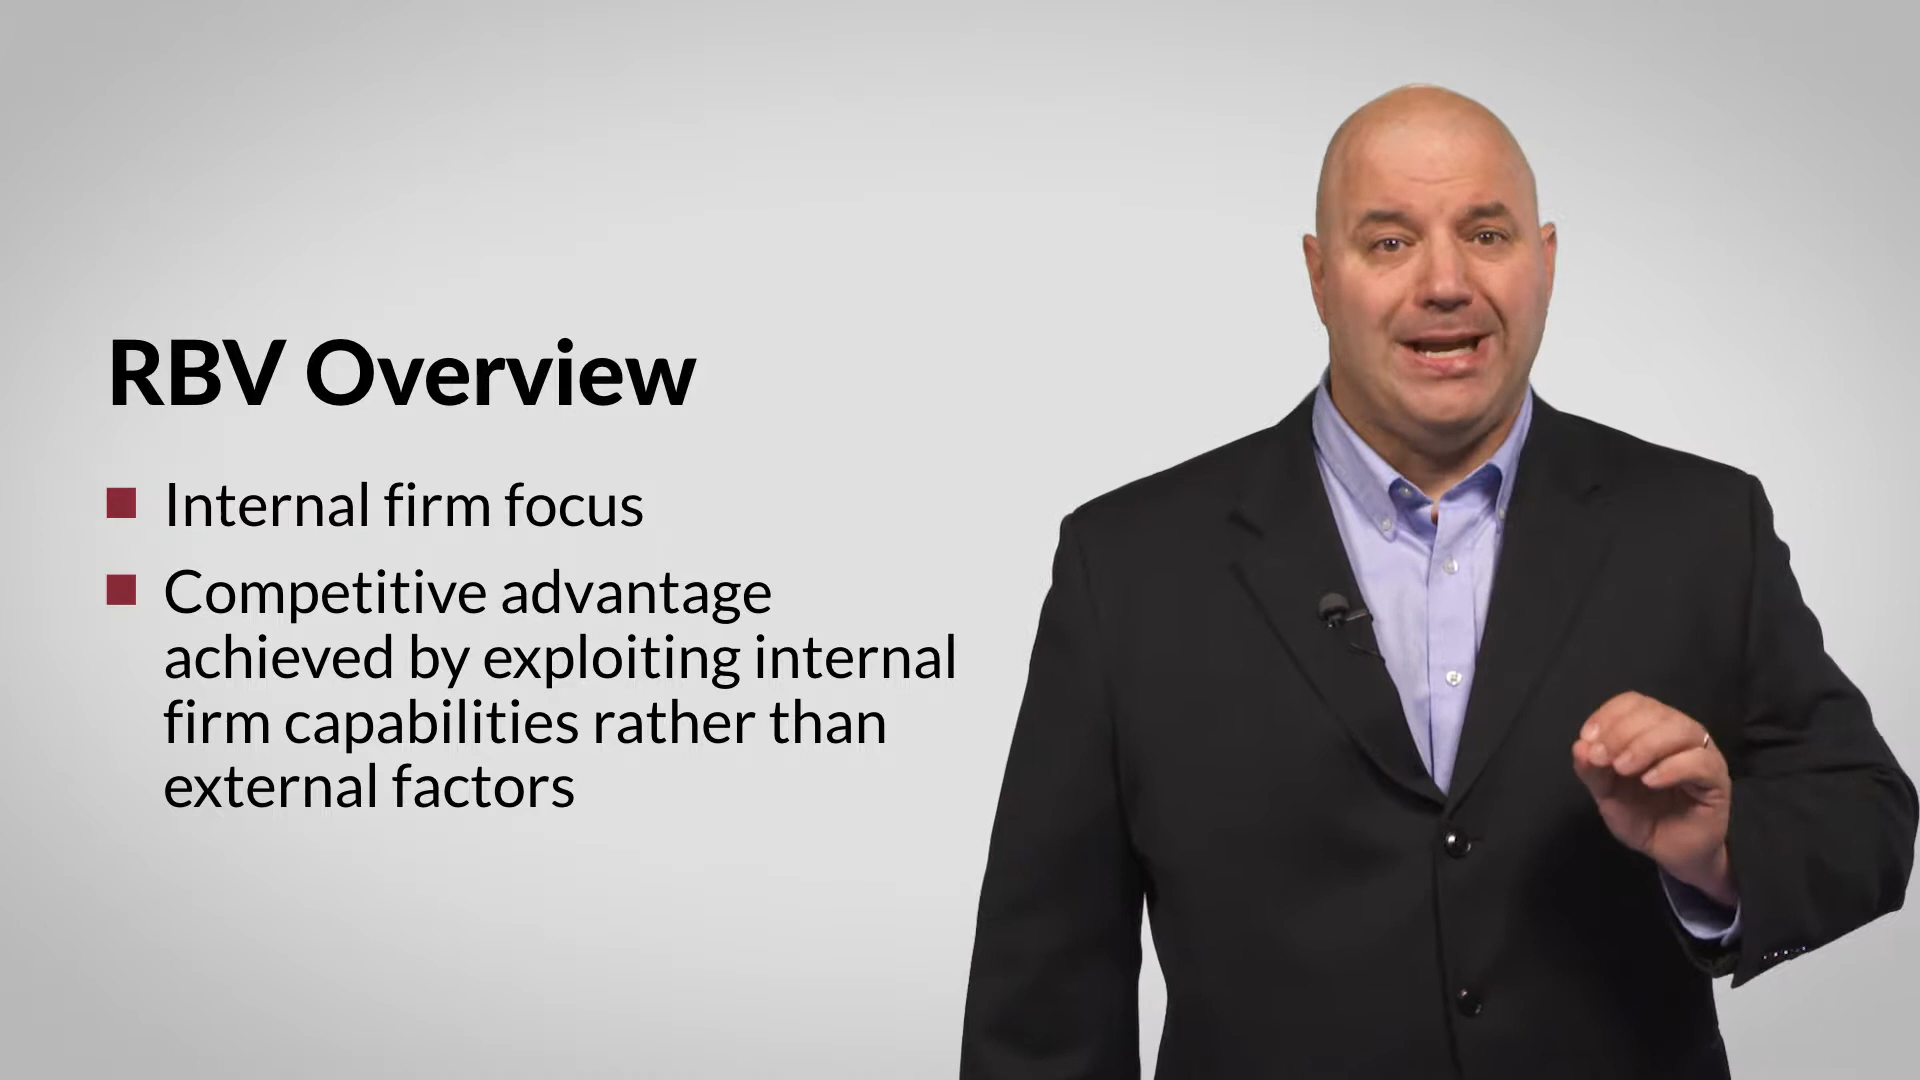 RBV Overview
Internal firm focus
Competitive advantage
achieved by exploiting internal
firm capabilities rather than
external factors